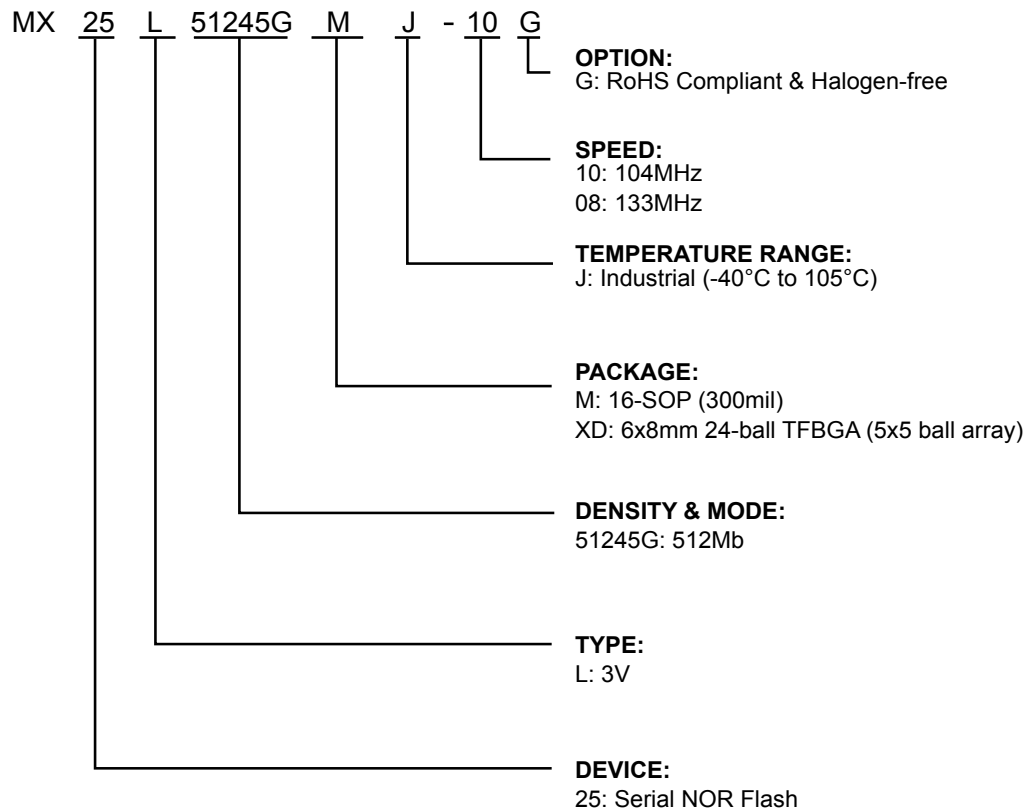 MX 25 L 51245G M J - 10 G
OPTION:
G: RoHS Compliant & Halogen-free
SPEED:
10: 104MHz
08: 133MHz
TEMPERATURE RANGE:
J: Industrial (-40°C to 105°C)
PACKAGE:
M: 16-SOP (300mil)
XD: 6x8mm 24-ball TFBGA (5x5 ball array)
DENSITY & MODE:
51245G: 512Mb
TYPE:
L: 3V
DEVICE:
25: Serial NOR Flash